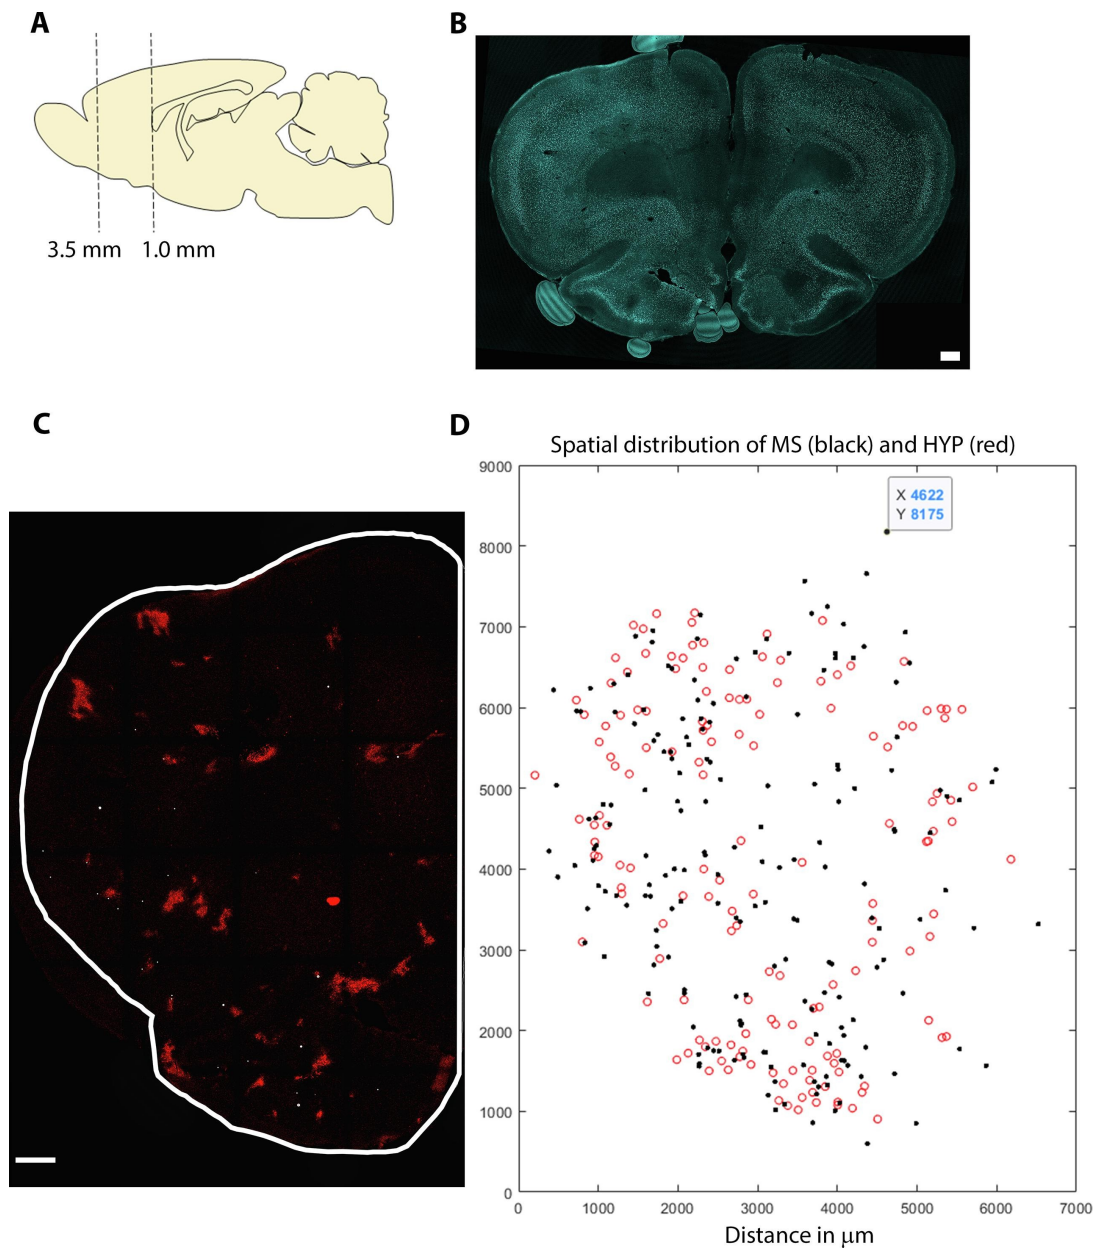 A
B
3.5 mm
1.0 mm
C
D
Spatial distribution of MS (black) and HYP (red)
9000
X 4622
Y 8175
8000
7000
6000
5000
4000
3000
2000
1000
0
0
1000
2000
3000
4000
5000
6000
7000
Distance in μm